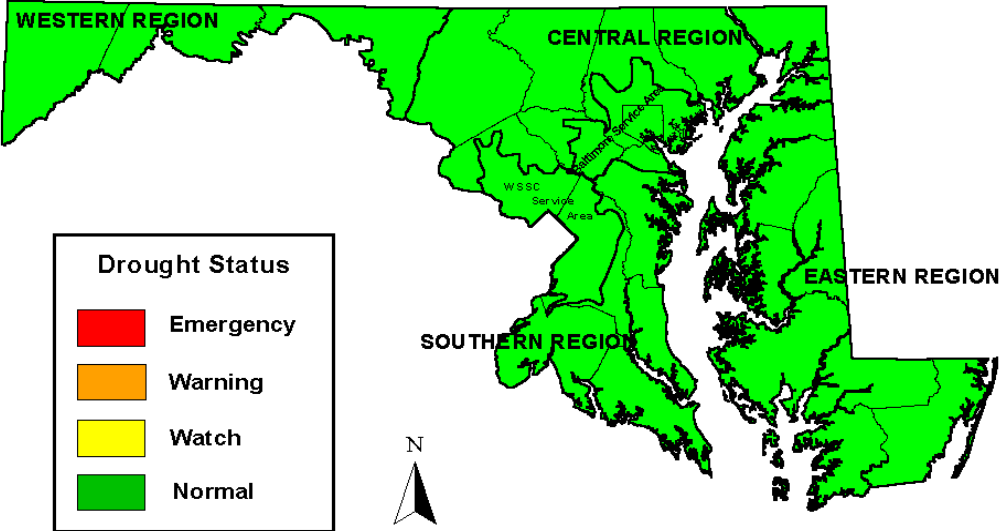 WESTERN REGION
CENTRAL REGION
Baltimore Service Area
WSSC
Service
Area
EASTERN REGION
SOUTHERN REGION
Drought Status
Emergency
Warning
Watch
Normal
N